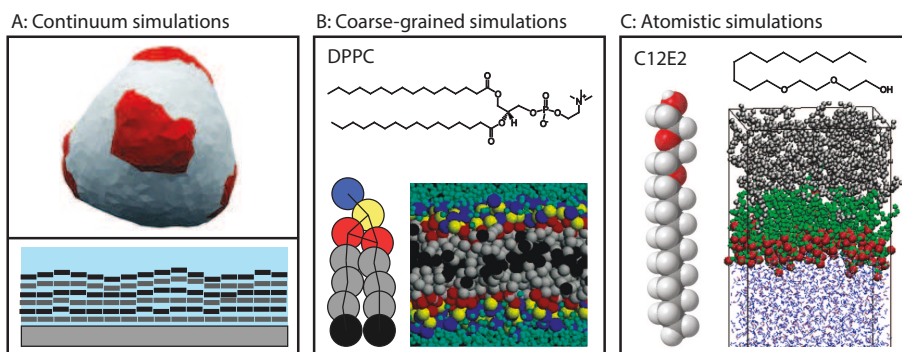 A: Continuum simulations
B: Coarse-grained simulations
DPPC
O
O
P
O
O⁻
O
N
+
O
O
H
C: Atomistic simulations
C12E2
O
O
OH